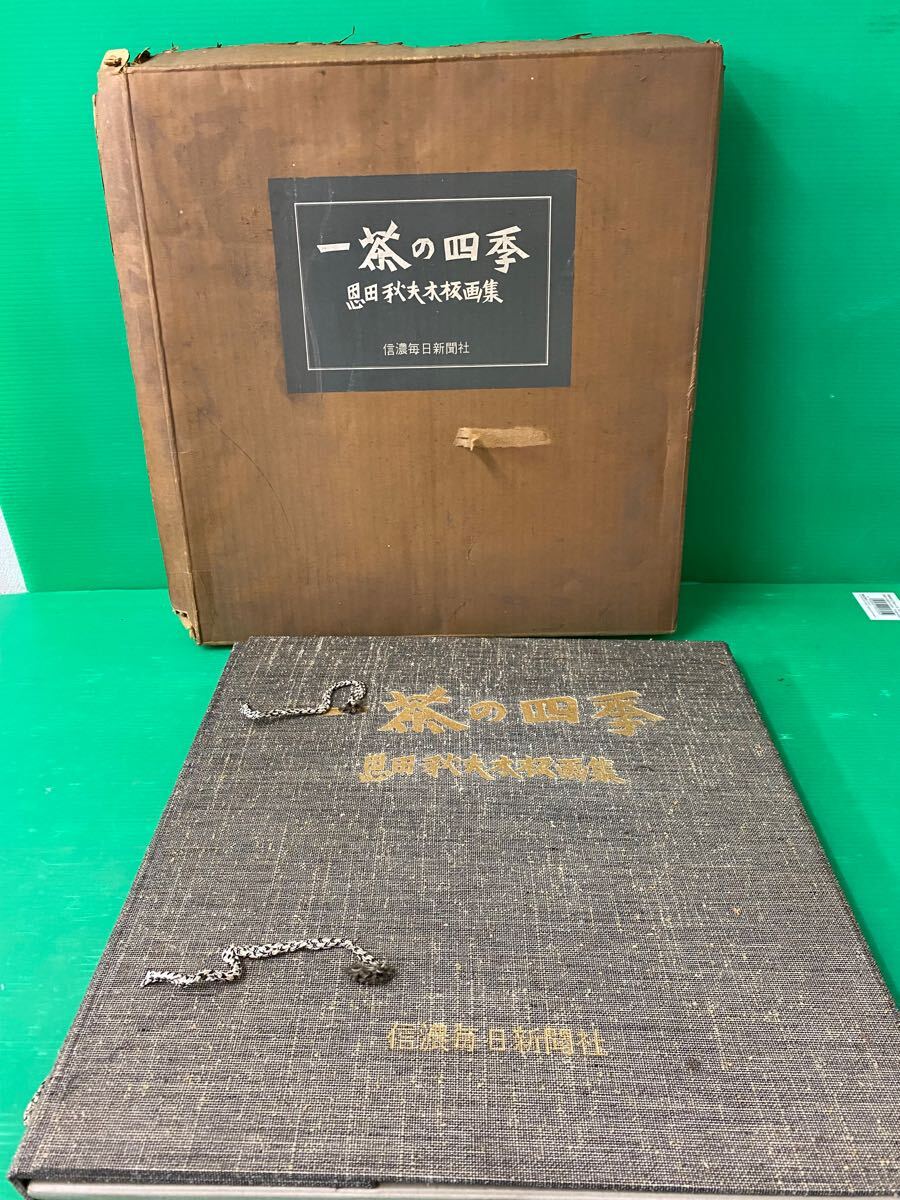 一茶の四季
恩田秋夫木板画集
信濃毎日新聞社
茶の四季
恩田秋夫木板画集
信濃毎日新聞社